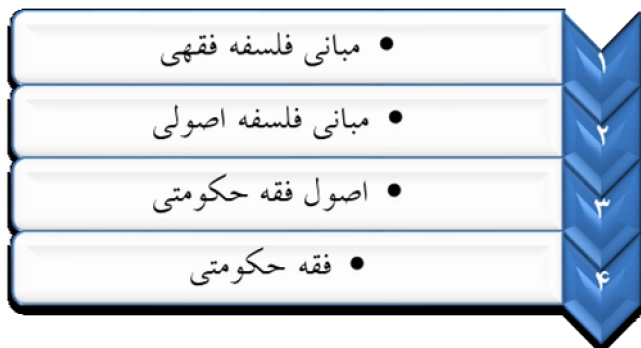 ۱ • مبانی فلسفه فقهی
۲ • مبانی فلسفه اصولی
۳ • اصول فقه حکومتی
۴ • فقه حکومتی